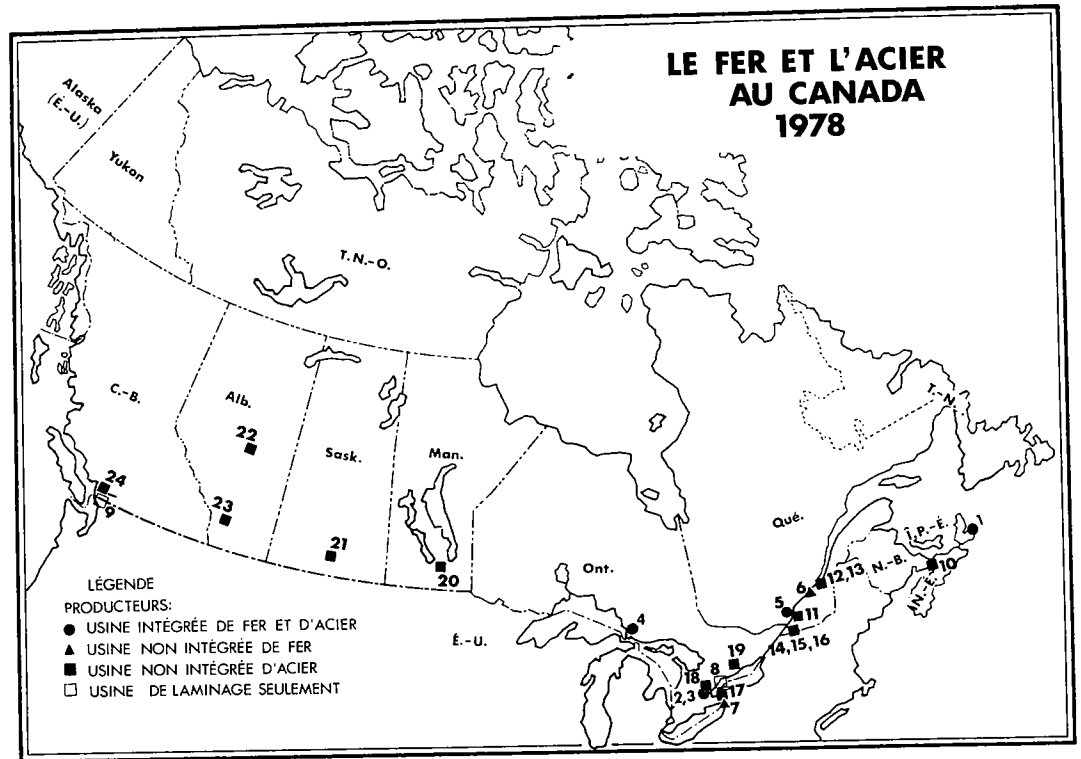 LE FER ET L'ACIER
AU CANADA
1978
Alaska
(É.-U.)
Yukon
T.N.-O.
C.-B.
Alb.
Sask.
Man.
Ont.
Qué.
T.-N.
Î.P.-É.
N.-B.
N.-É.
É.-U.
22
23
24
9
21
20
4
1
10
12,13
6
5
11
14,15,16
19
8
18
2,3
17
7
LÉGENDE
PRODUCTEURS:
USINE INTÉGRÉE DE FER ET D'ACIER
USINE NON INTÉGRÉE DE FER
USINE NON INTÉGRÉE D'ACIER
USINE DE LAMINAGE SEULEMENT